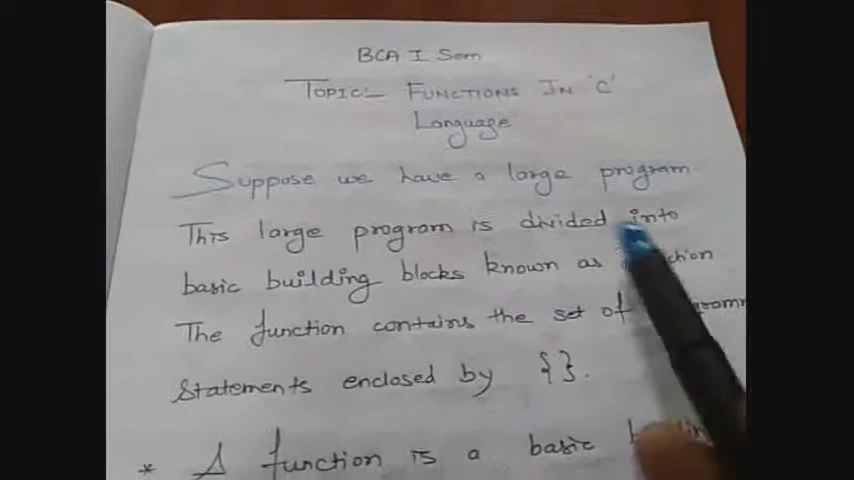 BCA I Sem
TOPIC:- FUNCTIONS IN 'C'
Language
Suppose we have a large program
This large program is divided into
basic building blocks known as
The function contains the set of
statements enclosed by { }.
* A function is a basic